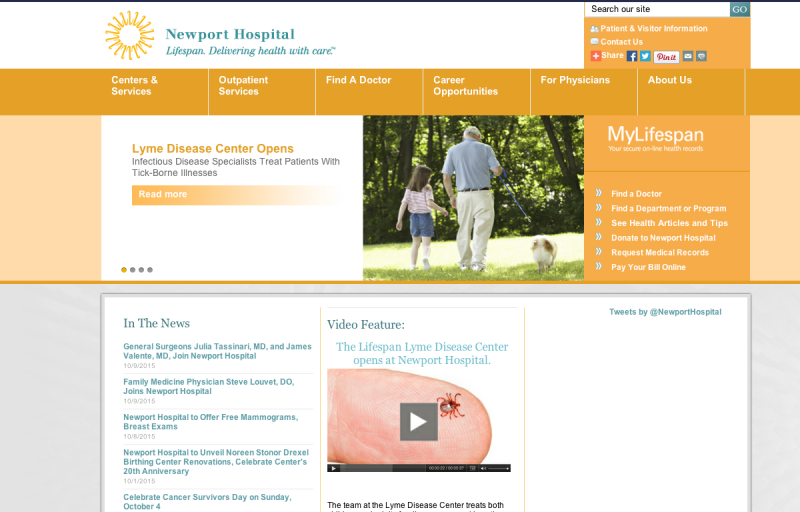 Search our site
GO
Newport Hospital
Lifespan. Delivering health with care.™
Patient & Visitor Information
Contact Us
Share
Pinit
Centers &
Services
Outpatient
Services
Find A Doctor
Career
Opportunities
For Physicians
About Us
Lyme Disease Center Opens
Infectious Disease Specialists Treat Patients With
Tick-Borne Illnesses
Read more
MyLifespan
Your secure on-line health records
Find a Doctor
Find a Department or Program
See Health Articles and Tips
Donate to Newport Hospital
Request Medical Records
Pay Your Bill Online
In The News
General Surgeons Julia Tassinari, MD, and James
Valente, MD, Join Newport Hospital
10/9/2015
Family Medicine Physician Steve Louvet, DO,
Joins Newport Hospital
10/9/2015
Newport Hospital to Offer Free Mammograms,
Breast Exams
10/8/2015
Newport Hospital to Unveil Noreen Stonor Drexel
Birthing Center Renovations, Celebrate Center's
20th Anniversary
10/1/2015
Celebrate Cancer Survivors Day on Sunday,
October 4
Video Feature:
The Lifespan Lyme Disease Center
opens at Newport Hospital.
The team at the Lyme Disease Center treats both
Tweets by @NewportHospital